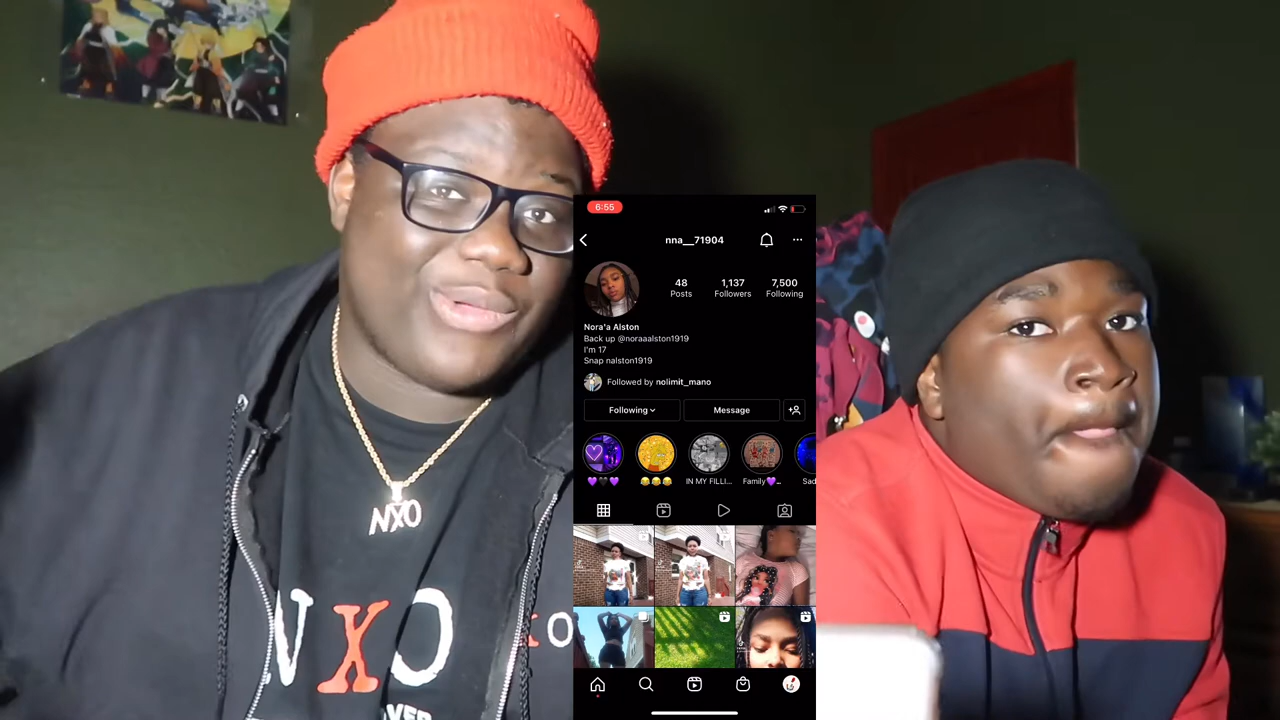 6:55
nna__71904
48
1,137
7,500
Posts
Followers
Following
Nora'a Alston
Back up @noraaalston1919
I'm 17
Snap nalston1919
Followed by nolimit_mano
Following
Message
💜🖤💜
😂😂😂
IN MY FILLI...
Family💜...
Sad
NXO
NXO
XO